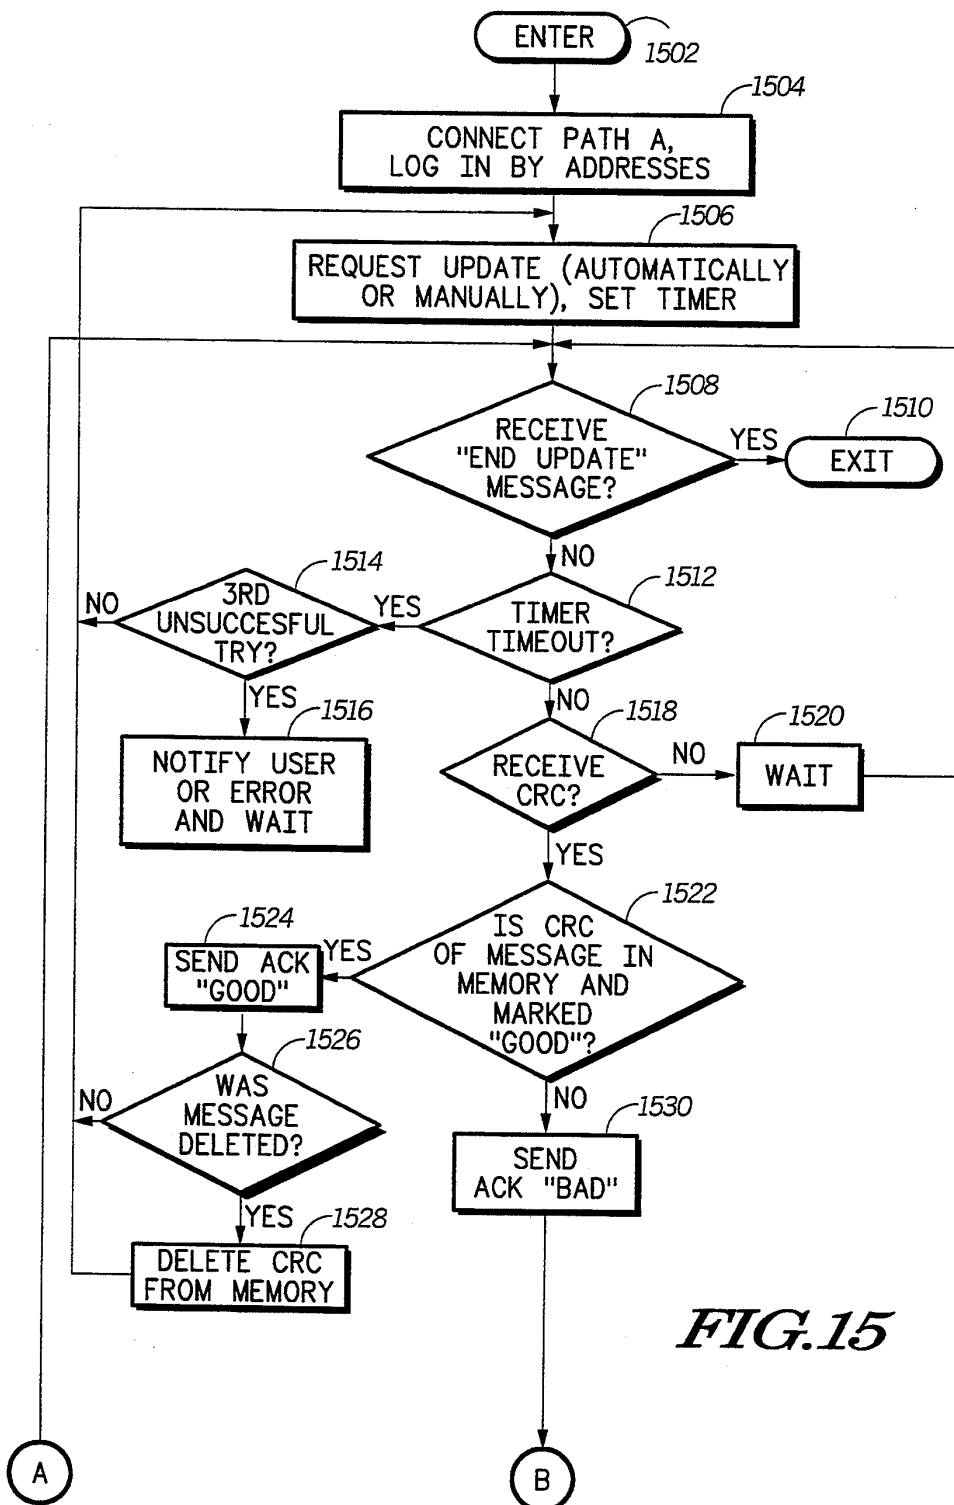 ENTER
1502
1504
CONNECT PATH A,
LOG IN BY ADDRESSES
1506
REQUEST UPDATE (AUTOMATICALLY
OR MANUALLY), SET TIMER
1508
RECEIVE
"END UPDATE"
MESSAGE?
YES
1510
EXIT
NO
1512
TIMER
TIMEOUT?
YES
1514
3RD
UNSUCCESFUL
TRY?
NO
YES
1516
NOTIFY USER
OR ERROR
AND WAIT
NO
1518
RECEIVE
CRC?
NO
1520
WAIT
YES
1522
IS CRC
OF MESSAGE IN
MEMORY AND
MARKED
"GOOD"?
YES
1524
SEND ACK
"GOOD"
1526
WAS
MESSAGE
DELETED?
NO
YES
1528
DELETE CRC
FROM MEMORY
NO
1530
SEND
ACK "BAD"
FIG.15
A
B